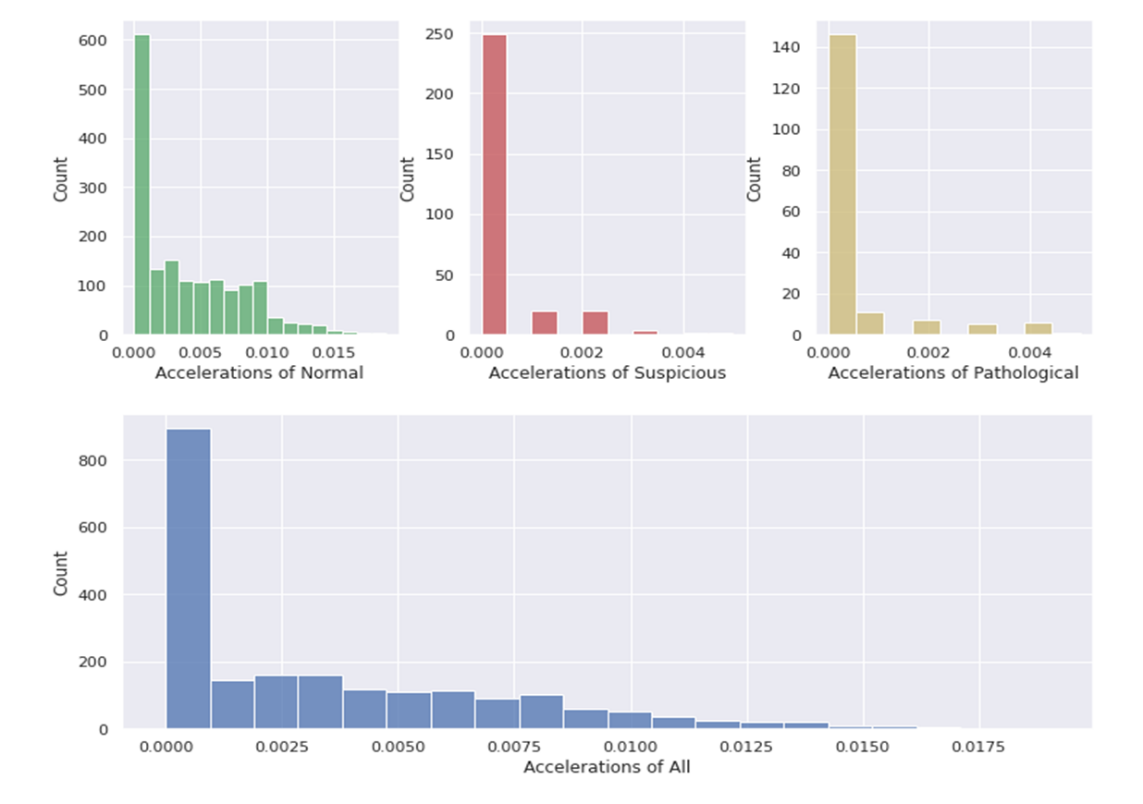 Count
600
500
400
300
200
100
0
0.000 0.005 0.010 0.015
Accelerations of Normal
Count
250
200
150
100
50
0
0.000 0.002 0.004
Accelerations of Suspicious
Count
140
120
100
80
60
40
20
0
0.000 0.002 0.004
Accelerations of Pathological
Count
800
600
400
200
0
0.0000 0.0025 0.0050 0.0075 0.0100 0.0125 0.0150 0.0175
Accelerations of All